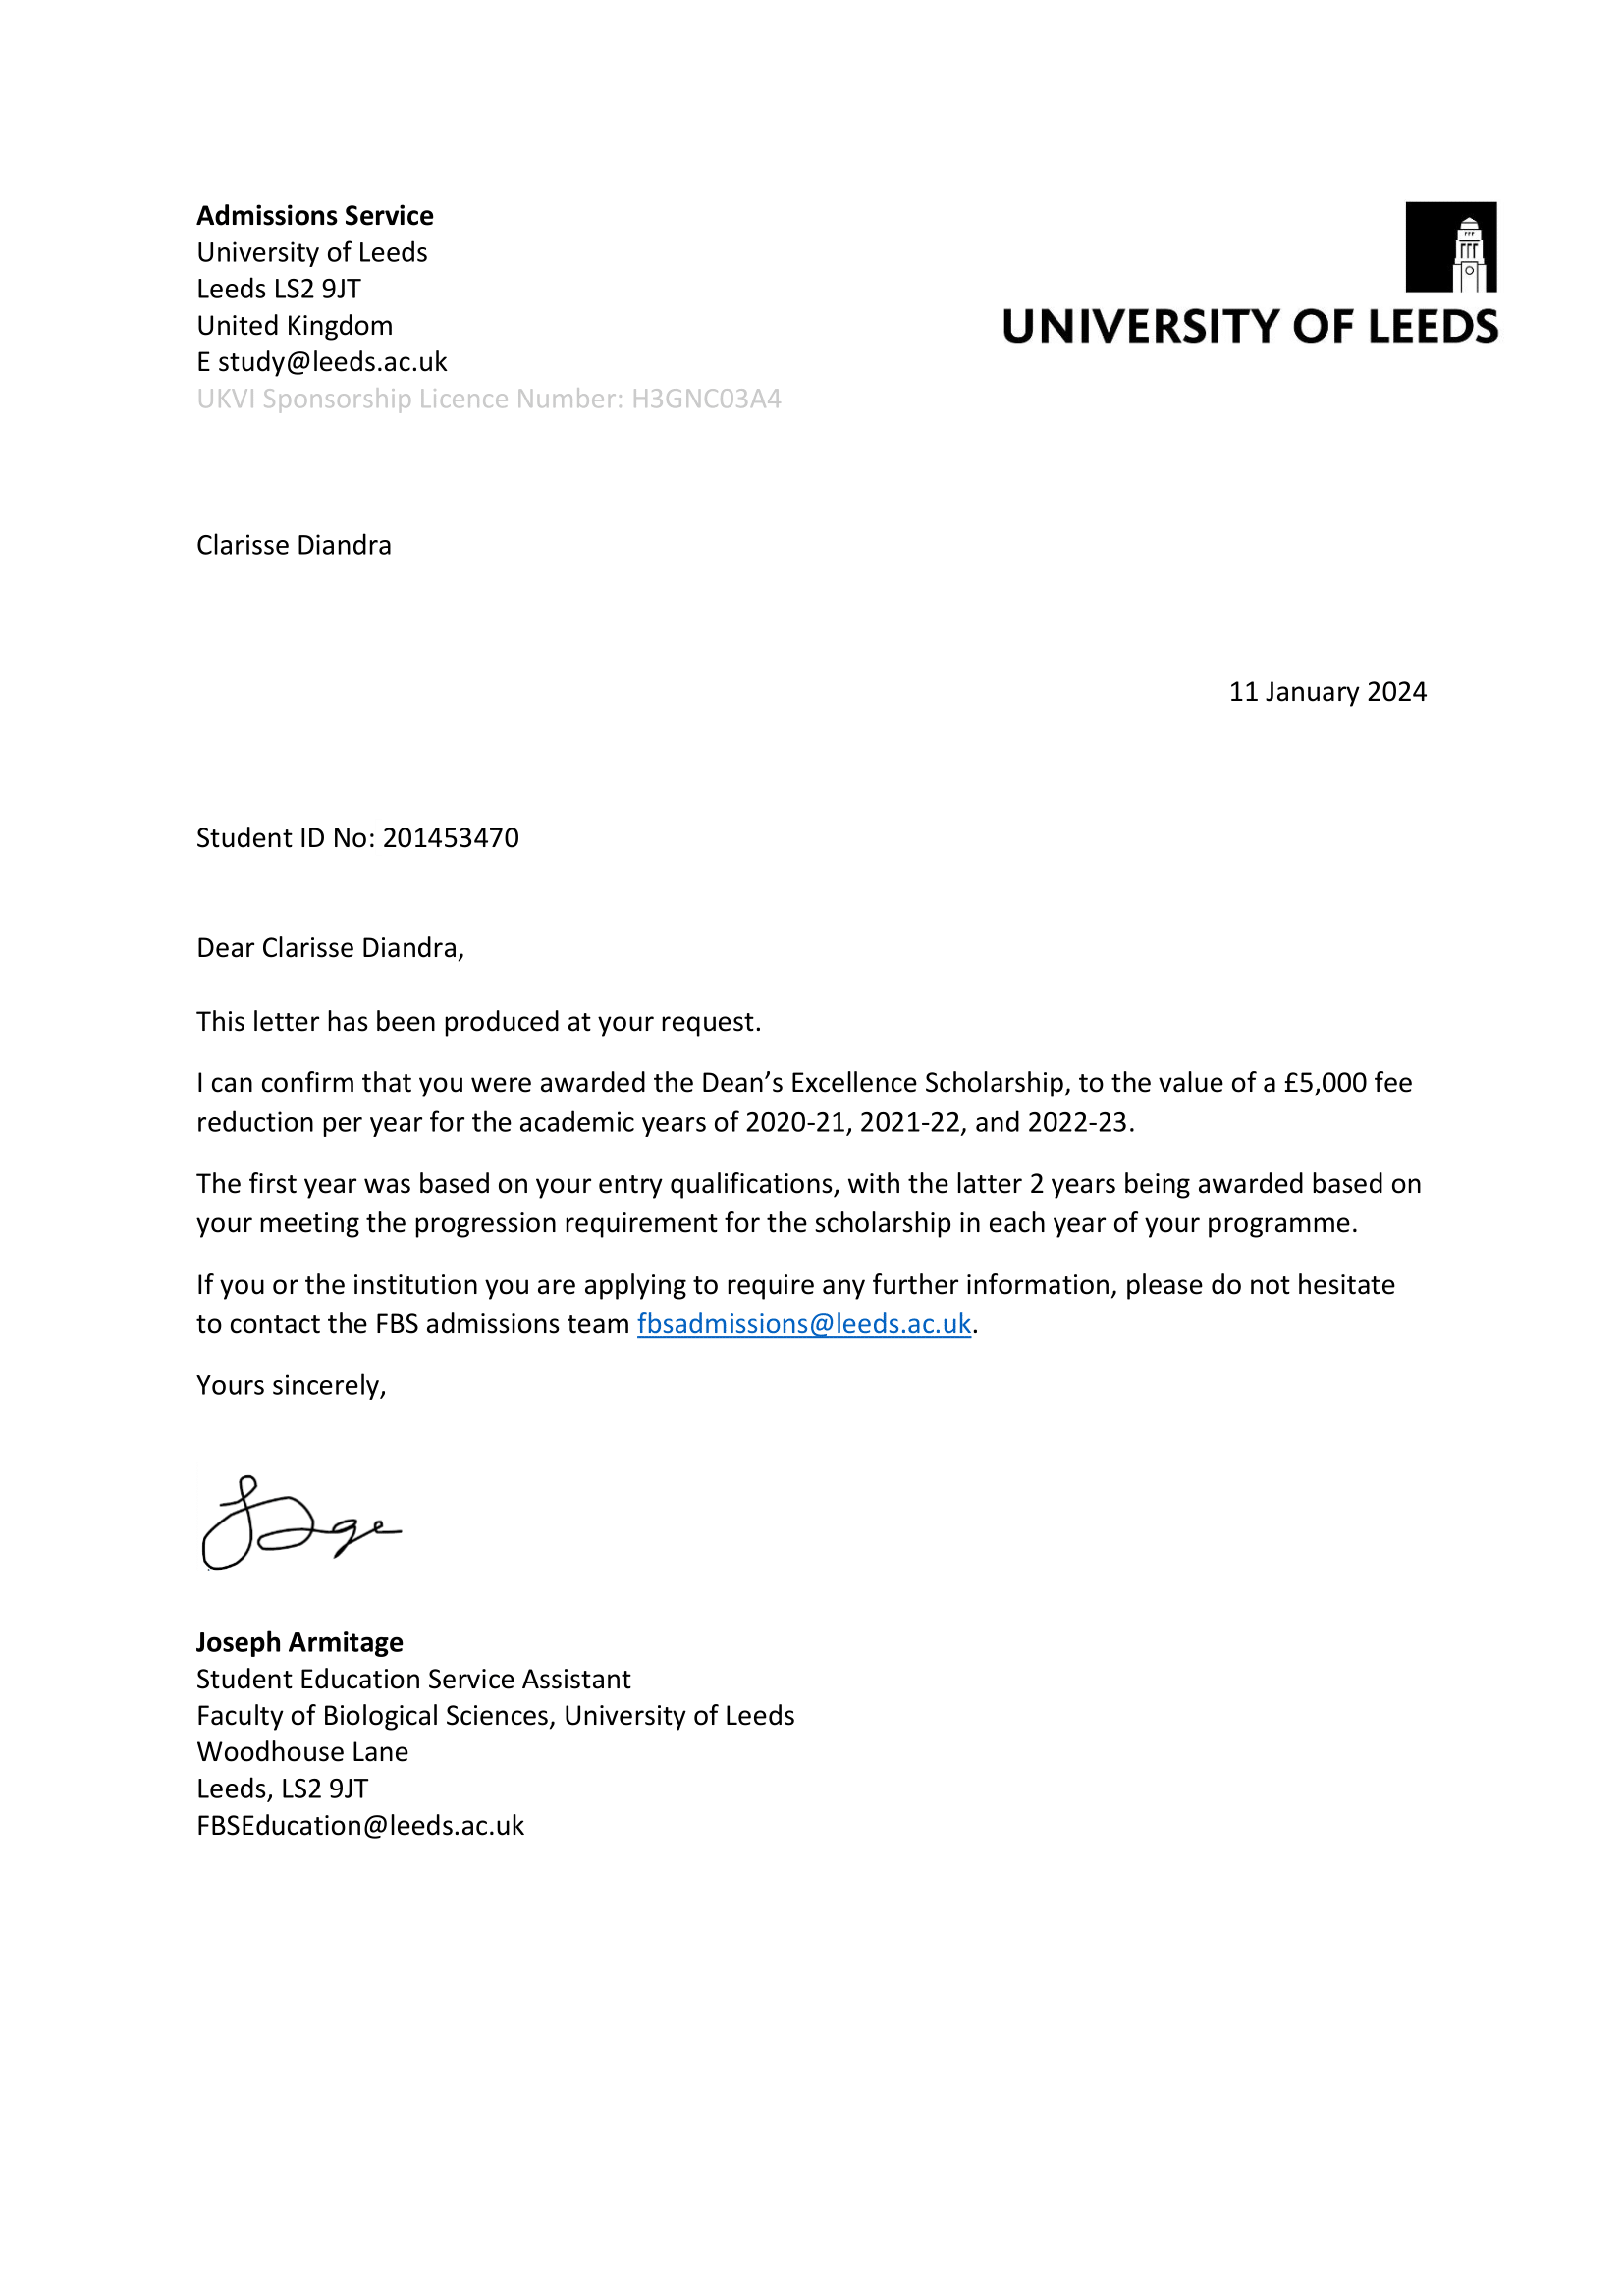 Admissions Service
University of Leeds
Leeds LS2 9JT
United Kingdom
E study@leeds.ac.uk
UKVI Sponsorship Licence Number: H3GNC03A4
UNIVERSITY OF LEEDS
Clarisse Diandra
11 January 2024
Student ID No: 201453470
Dear Clarisse Diandra,
This letter has been produced at your request.
I can confirm that you were awarded the Dean’s Excellence Scholarship, to the value of a £5,000 fee
reduction per year for the academic years of 2020-21, 2021-22, and 2022-23.
The first year was based on your entry qualifications, with the latter 2 years being awarded based on
your meeting the progression requirement for the scholarship in each year of your programme.
If you or the institution you are applying to require any further information, please do not hesitate
to contact the FBS admissions team fbsadmissions@leeds.ac.uk.
Yours sincerely,
Joseph Armitage
Student Education Service Assistant
Faculty of Biological Sciences, University of Leeds
Woodhouse Lane
Leeds, LS2 9JT
FBSEducation@leeds.ac.uk